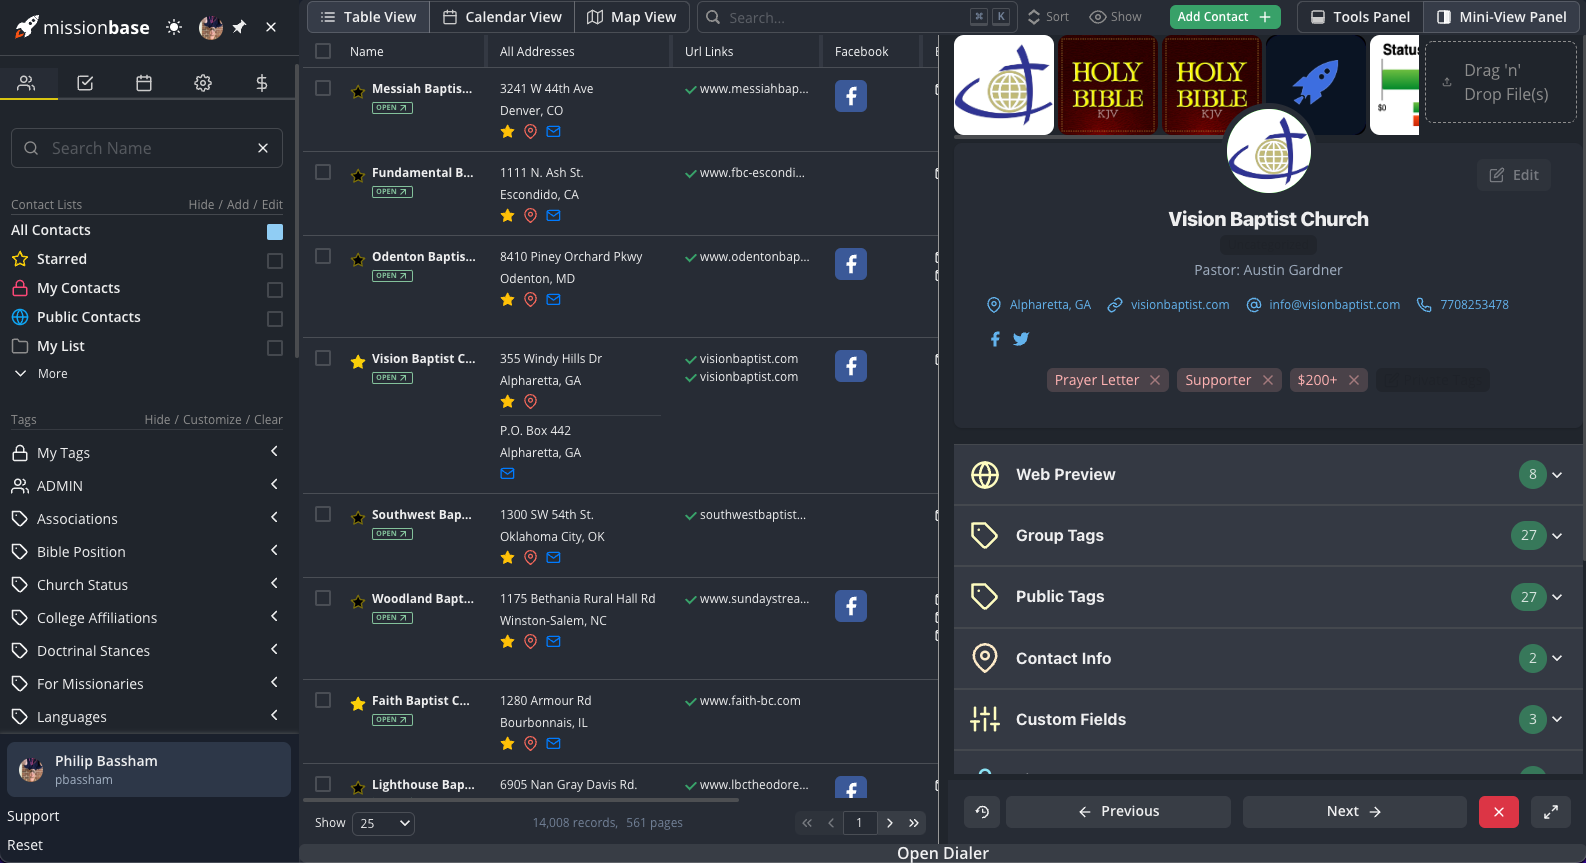 missionbase
Table View
Calendar View
Map View
Search...
⌘ K
Sort
Show
Add Contact +
Tools Panel
Mini-View Panel
Search Name
Contact Lists
Hide / Add / Edit
All Contacts
Starred
My Contacts
Public Contacts
My List
More
Tags
Hide / Customize / Clear
My Tags
ADMIN
Associations
Bible Position
Church Status
College Affiliations
Doctrinal Stances
For Missionaries
Languages
Philip Bassham
pbassham
Support
Reset
Name
All Addresses
Url Links
Facebook
Messiah Baptis...
OPEN
3241 W 44th Ave
Denver, CO
www.messiahbap...
Fundamental B...
OPEN
1111 N. Ash St.
Escondido, CA
www.fbc-escondi...
Odenton Baptis...
OPEN
8410 Piney Orchard Pkwy
Odenton, MD
www.odentonbap...
Vision Baptist C...
OPEN
355 Windy Hills Dr
Alpharetta, GA
P.O. Box 442
Alpharetta, GA
visionbaptist.com
visionbaptist.com
Southwest Bap...
OPEN
1300 SW 54th St.
Oklahoma City, OK
southwestbaptist...
Woodland Bapt...
OPEN
1175 Bethania Rural Hall Rd
Winston-Salem, NC
www.sundaystrea...
Faith Baptist C...
OPEN
1280 Armour Rd
Bourbonnais, IL
www.faith-bc.com
Lighthouse Bap...
6905 Nan Gray Davis Rd.
www.lbctheodore...
Show 25
14,008 records, 561 pages
1
HOLY
BIBLE
KJV
HOLY
BIBLE
KJV
Status
$0
Drag 'n'
Drop File(s)
Edit
Vision Baptist Church
Pastor: Austin Gardner
Alpharetta, GA
visionbaptist.com
info@visionbaptist.com
7708253478
Prayer Letter
Supporter
$200+
Web Preview 8
Group Tags 27
Public Tags 27
Contact Info 2
Custom Fields 3
Previous
Next
Open Dialer